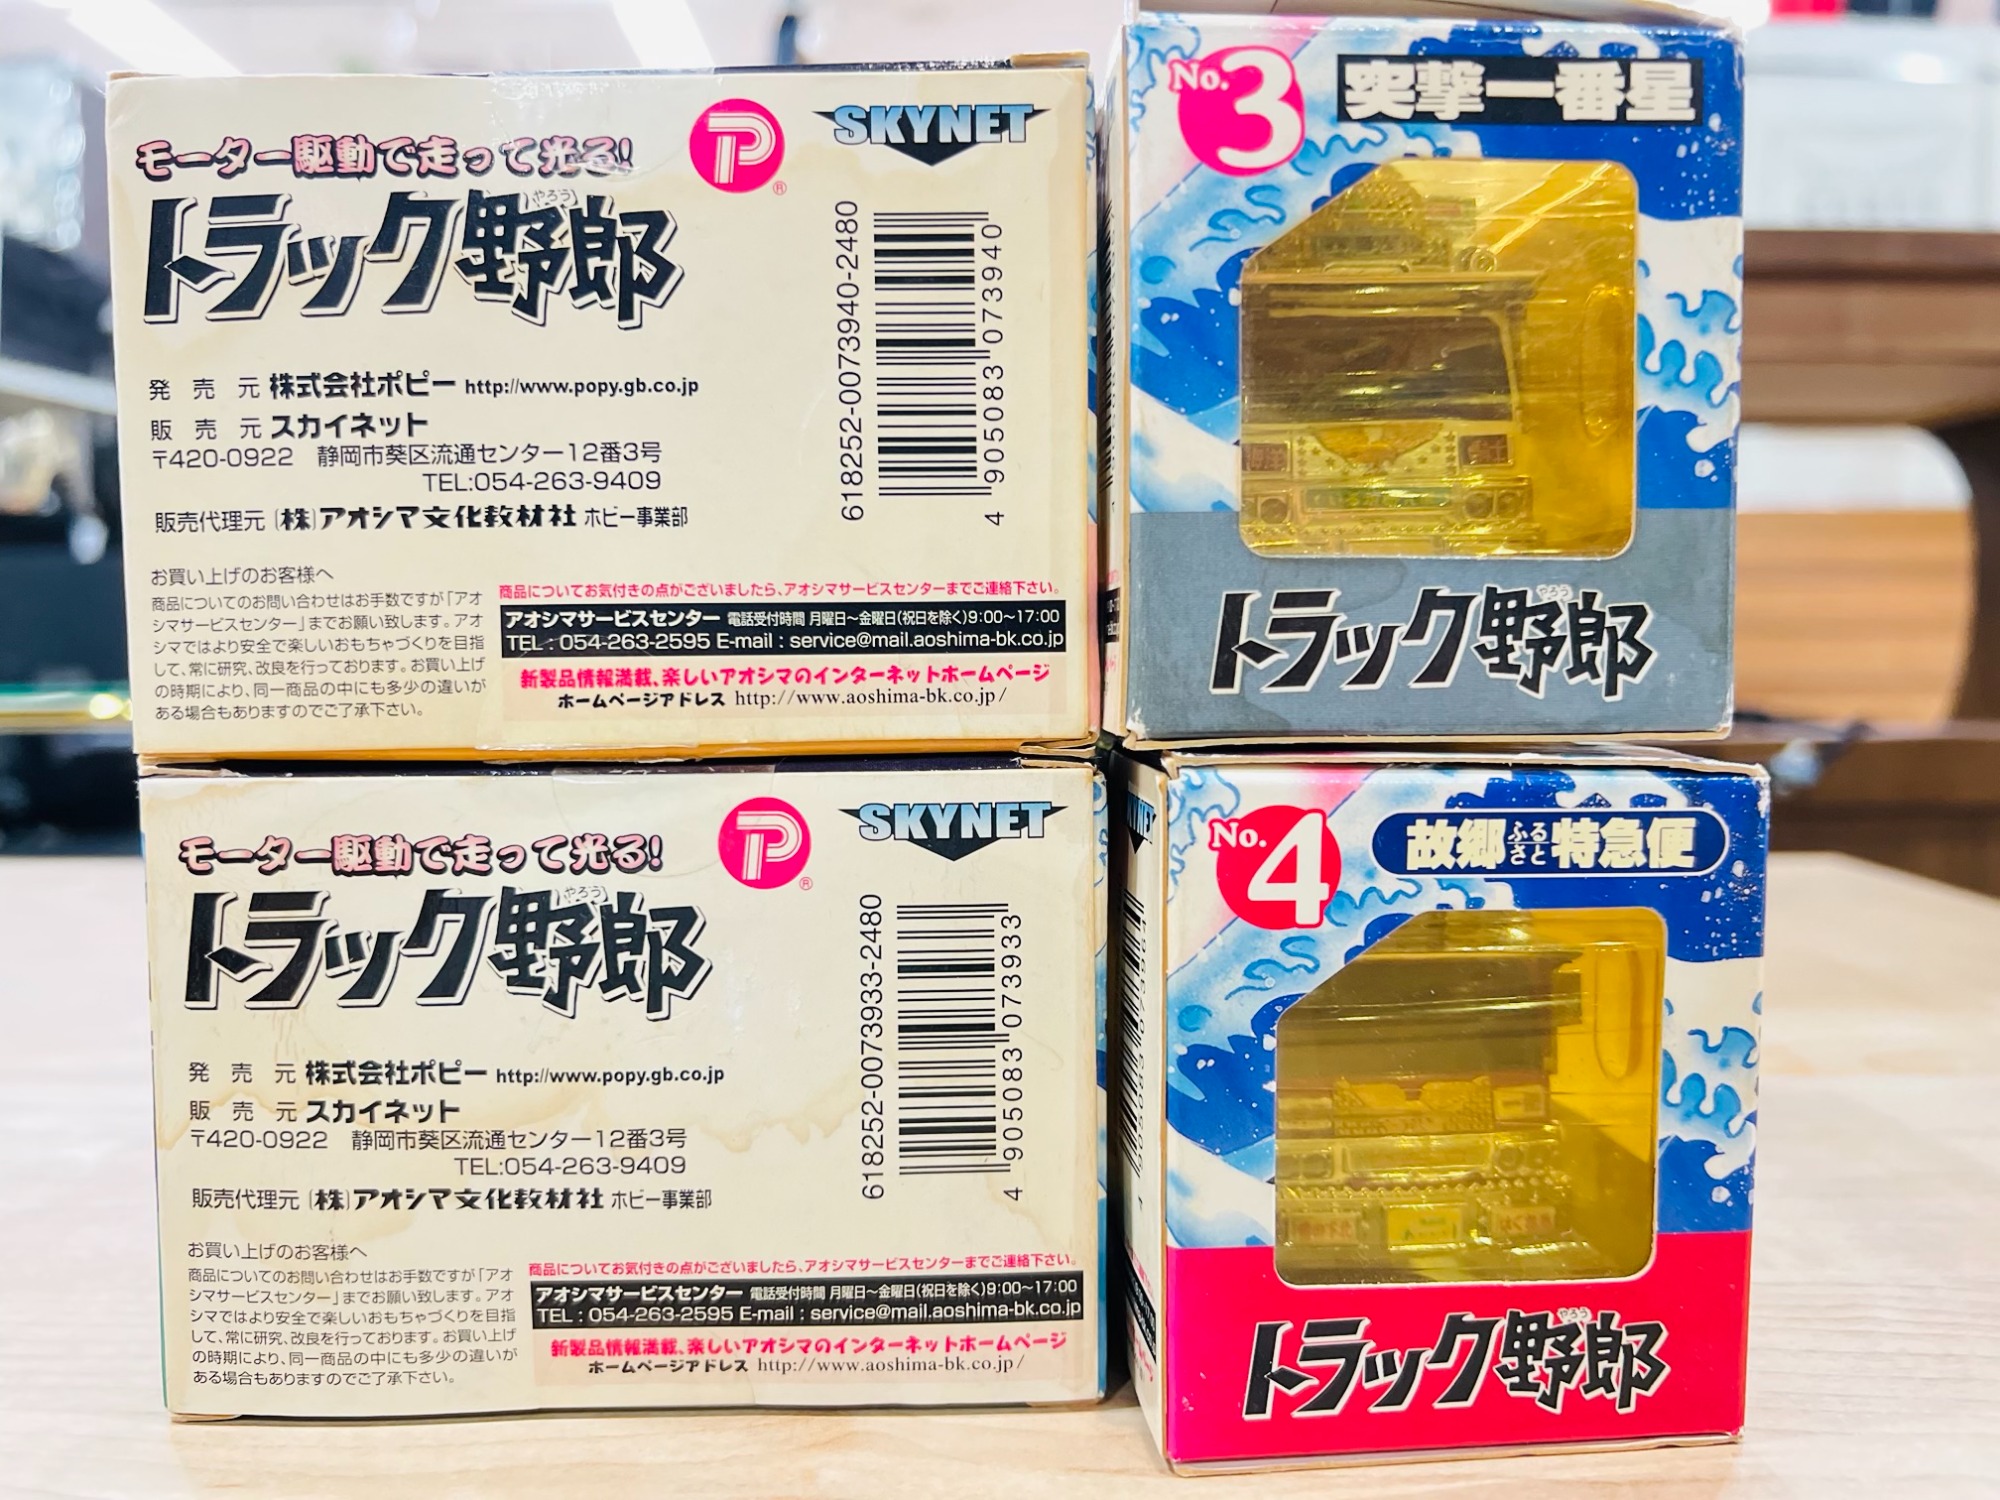 モーター駆動で走って光る!
P
®
SKYNET
やろう
トラック野郎
618252-0073940-2480
4 905083 073940
発売元 株式会社ポピー http://www.popy.gb.co.jp
販売元 スカイネット
〒420-0922 静岡市葵区流通センター12番3号
TEL:054-263-9409
販売代理元 (株)アオシマ文化教材社 ホビー事業部
お買い上げのお客様へ
商品についてのお問い合わせはお手数ですが「アオ
シマサービスセンター」までお願い致します。アオ
シマではより安全で楽しいおもちゃづくりを目指
して、常に研究、改良を行っております。お買い上げ
の時期により、同一商品の中にも多少の違いが
ある場合もありますのでご了承下さい。
商品についてお気付きの点がございましたら、アオシマサービスセンターまでご連絡下さい。
アオシマサービスセンター 電話受付時間 月曜日〜金曜日(祝日を除く)9:00〜17:00
TEL : 054-263-2595 E-mail : service@mail.aoshima-bk.co.jp
新製品情報満載、楽しいアオシマのインターネットホームページ
ホームページアドレス http://www.aoshima-bk.co.jp/
No.3
突撃一番星
やろう
トラック野郎
モーター駆動で走って光る!
P
®
SKYNET
やろう
トラック野郎
618252-0073933-2480
4 905083 073933
発売元 株式会社ポピー http://www.popy.gb.co.jp
販売元 スカイネット
〒420-0922 静岡市葵区流通センター12番3号
TEL:054-263-9409
販売代理元 (株)アオシマ文化教材社 ホビー事業部
お買い上げのお客様へ
商品についてのお問い合わせはお手数ですが「アオ
シマサービスセンター」までお願い致します。アオ
シマではより安全で楽しいおもちゃづくりを目指
して、常に研究、改良を行っております。お買い上げ
の時期により、同一商品の中にも多少の違いが
ある場合もありますのでご了承下さい。
商品についてお気付きの点がございましたら、アオシマサービスセンターまでご連絡下さい。
アオシマサービスセンター 電話受付時間 月曜日〜金曜日(祝日を除く)9:00〜17:00
TEL : 054-263-2595 E-mail : service@mail.aoshima-bk.co.jp
新製品情報満載、楽しいアオシマのインターネットホームページ
ホームページアドレス http://www.aoshima-bk.co.jp/
No.4
故郷ふるさと特急便
やろう
トラック野郎